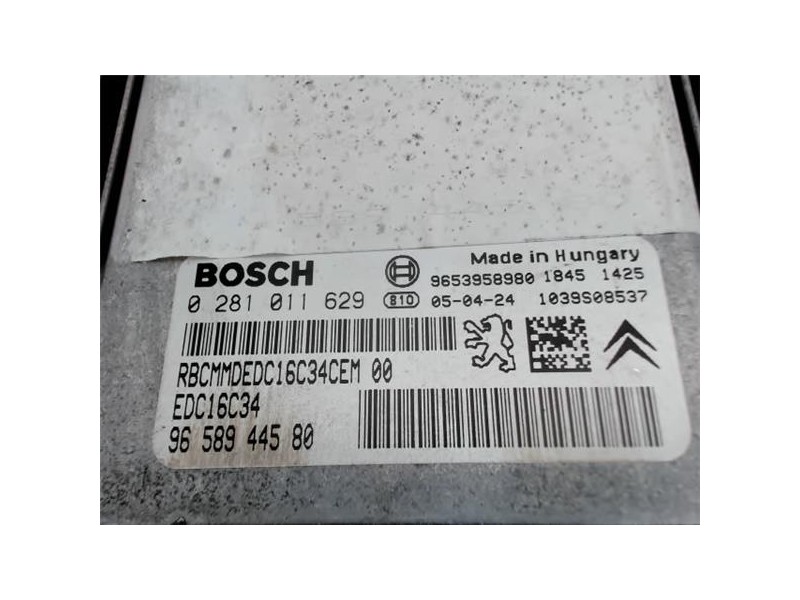 BOSCH
Made in Hungary
9653958980 1845 1425
0 281 011 629 810 05-04-24 1039S08537
RBCMMDEDC16C34CEM 00
EDC16C34
96 589 445 80